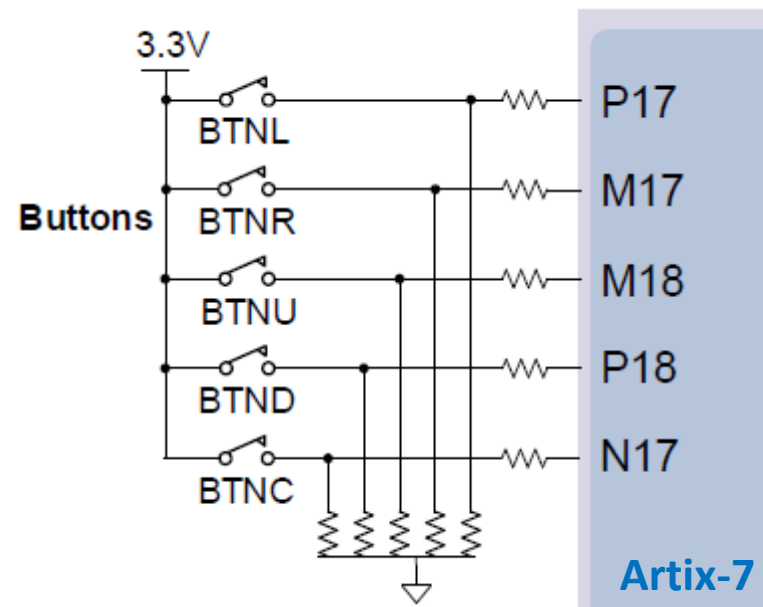 3.3V
BTNL
P17
BTNR
M17
Buttons
BTNU
M18
BTND
P18
BTNC
N17
Artix-7